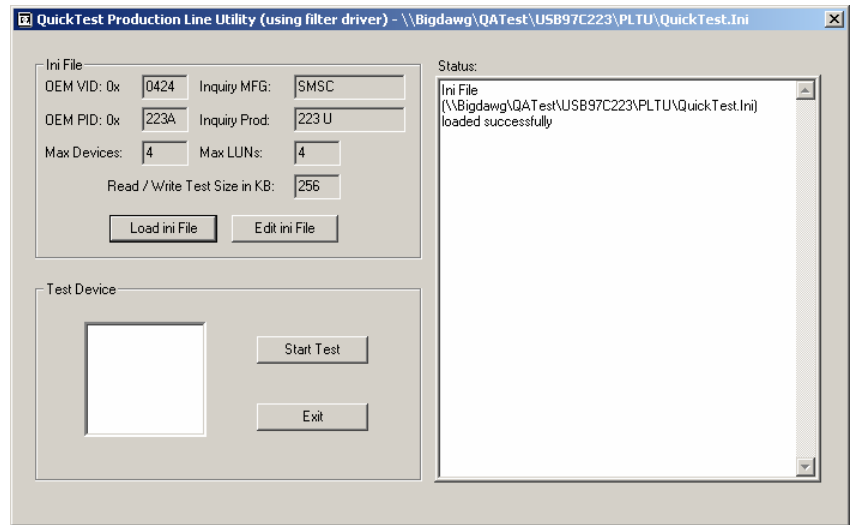 QuickTest Production Line Utility (using filter driver) - \\Bigdawg\QATest\USB97C223\PLTU\QuickTest.Ini
Ini File
OEM VID: 0x 0424 Inquiry MFG: SMSC
OEM PID: 0x 223A Inquiry Prod: 223 U
Max Devices: 4 Max LUNs: 4
Read / Write Test Size in KB: 256
Load ini File Edit ini File
Test Device
Start Test
Exit
Status:
Ini File
(\\Bigdawg\QATest\USB97C223\PLTU\QuickTest.Ini)
loaded successfully